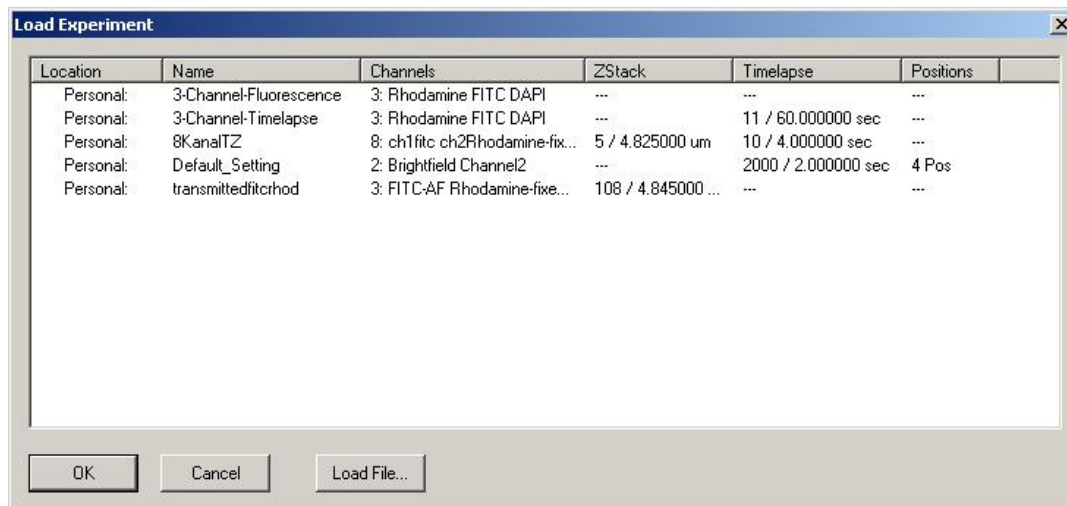 Load Experiment
Location Name Channels ZStack Timelapse Positions
Personal: 3-Channel-Fluorescence 3: Rhodamine FITC DAPI --- --- ---
Personal: 3-Channel-Timelapse 3: Rhodamine FITC DAPI --- 11 / 60.000000 sec ---
Personal: 8KanalTZ 8: ch1fitc ch2Rhodamine-fix... 5 / 4.825000 um 10 / 4.000000 sec ---
Personal: Default_Setting 2: Brightfield Channel2 --- 2000 / 2.000000 sec 4 Pos
Personal: transmittedfitcrhod 3: FITC-AF Rhodamine-fixe... 108 / 4.845000 ... --- ---
OK Cancel Load File...